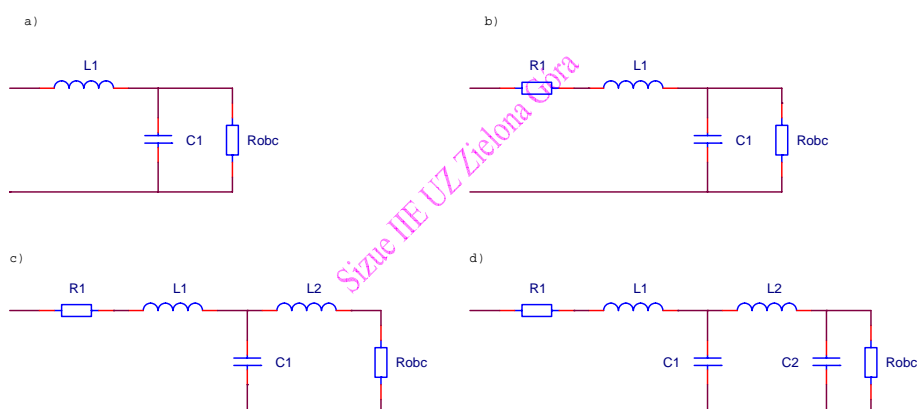 a)
L1
C1
Robc
b)
R1
L1
C1
Robc
Sizue IIE UZ Zielona Góra
c)
R1
L1
L2
C1
Robc
d)
R1
L1
L2
C1
C2
Robc